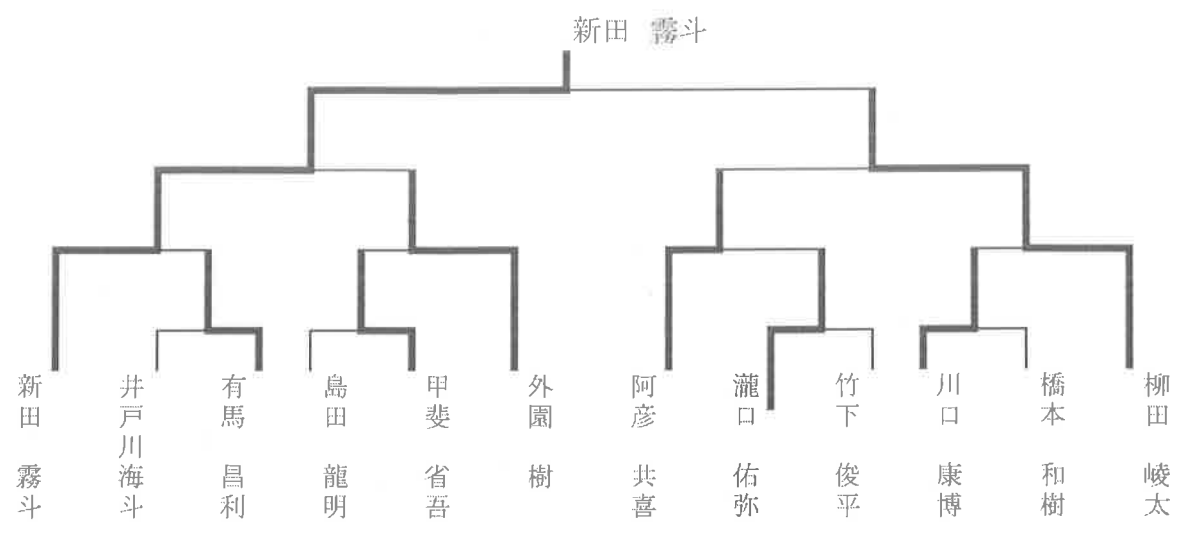 新田 霧斗
新田 霧斗
井戸川海斗
有馬 昌利
島田 龍明
甲斐 省吾
外園 樹
阿彦 共喜
瀧口 佑弥
竹下 俊平
川口 康博
橋本 和樹
柳田 崚太